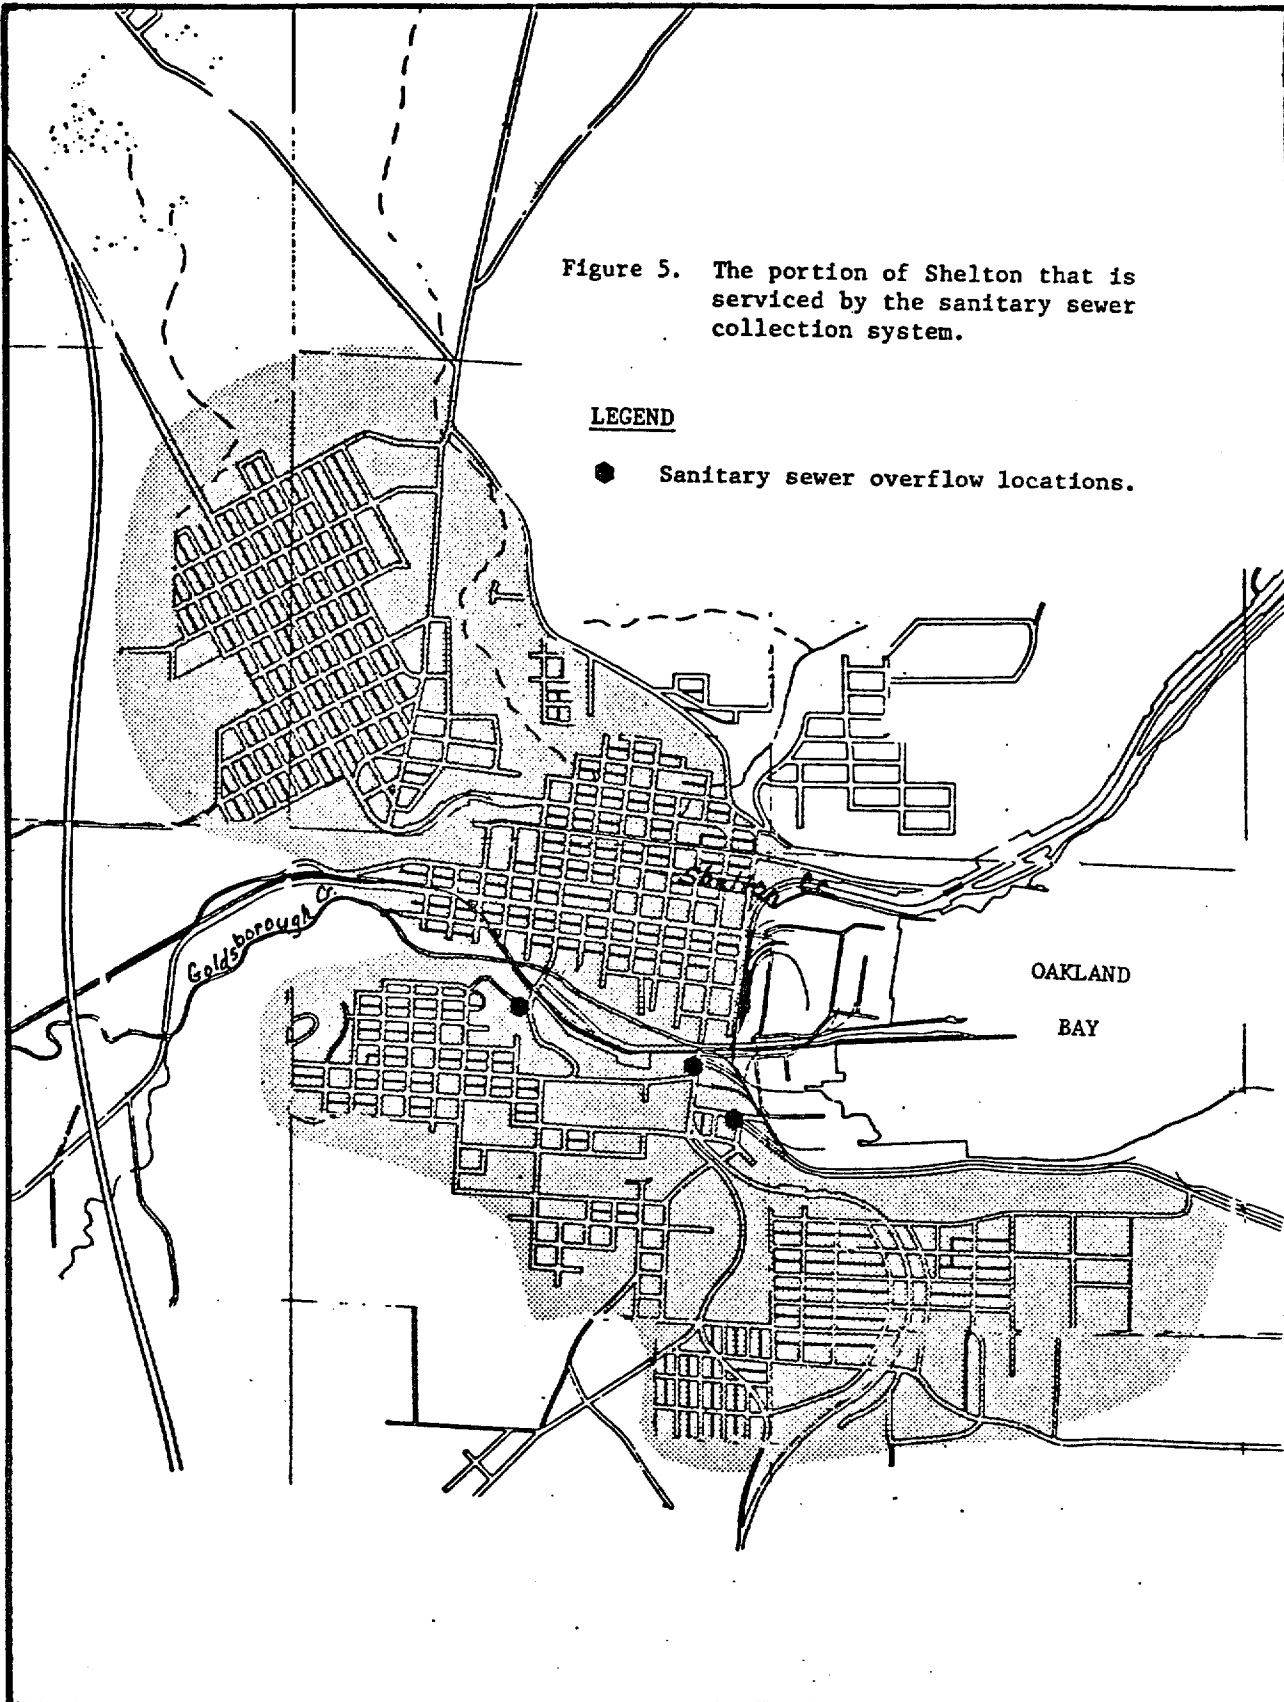 Figure 5. The portion of Shelton that is
serviced by the sanitary sewer
collection system.
LEGEND
Sanitary sewer overflow locations.
Shelton Cr
Goldsborough Cr.
OAKLAND
BAY